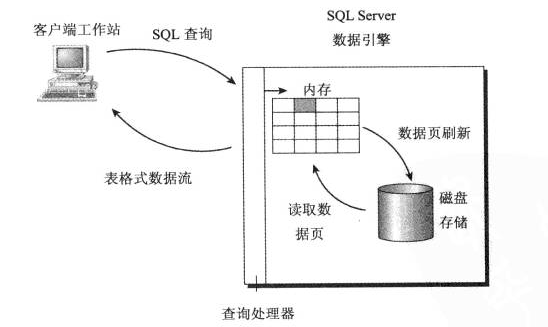 SQL Server
数据引擎
客户端工作站
SQL 查询
内存
数据页刷新
表格式数据流
读取数
据页
磁盘
存储
查询处理器